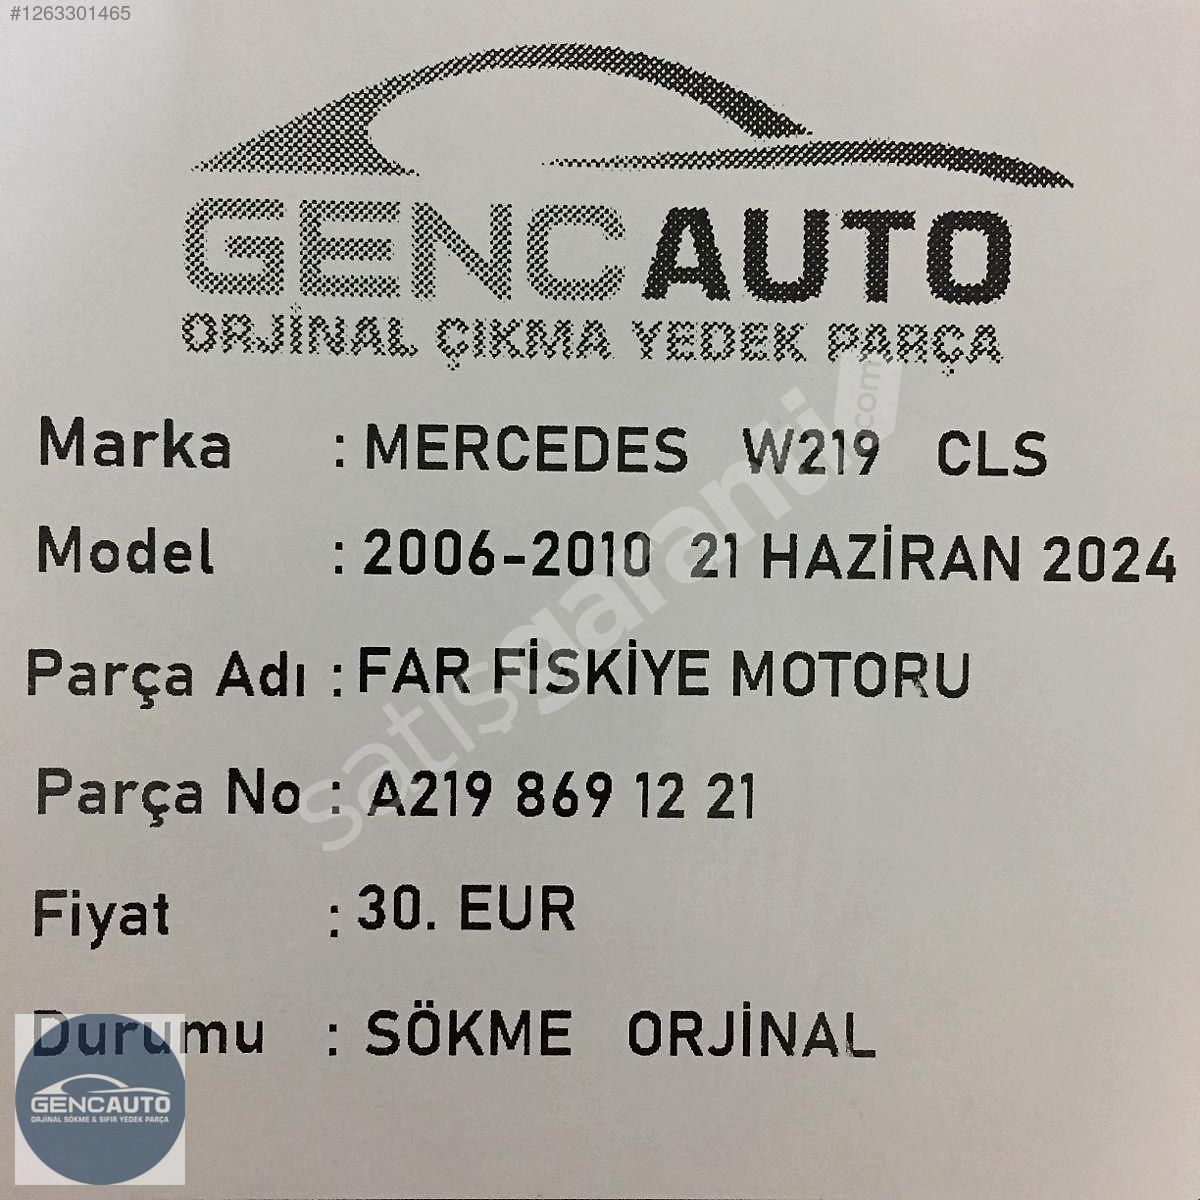 #1263301465
GENCAUTO
ORJİNAL ÇIKMA YEDEK PARÇA
Marka : MERCEDES W219 CLS
Model : 2006-2010 21 HAZİRAN 2024
Parça Adı : FAR FİSKİYE MOTORU
Parça No : A219 869 12 21
Fiyat : 30. EUR
Durumu : SÖKME ORJİNAL
satışgaranti.com
GENCAUTO
ORJİNAL SÖKME & SIFIR YEDEK PARÇA